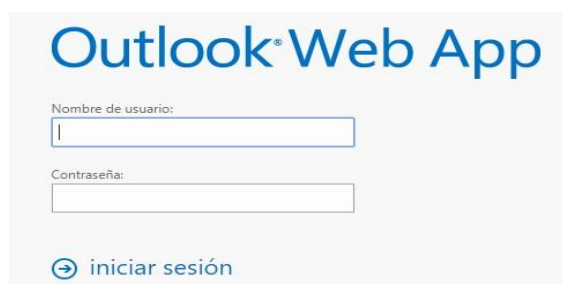 Outlook® Web App
Nombre de usuario:
Contraseña:
iniciar sesión